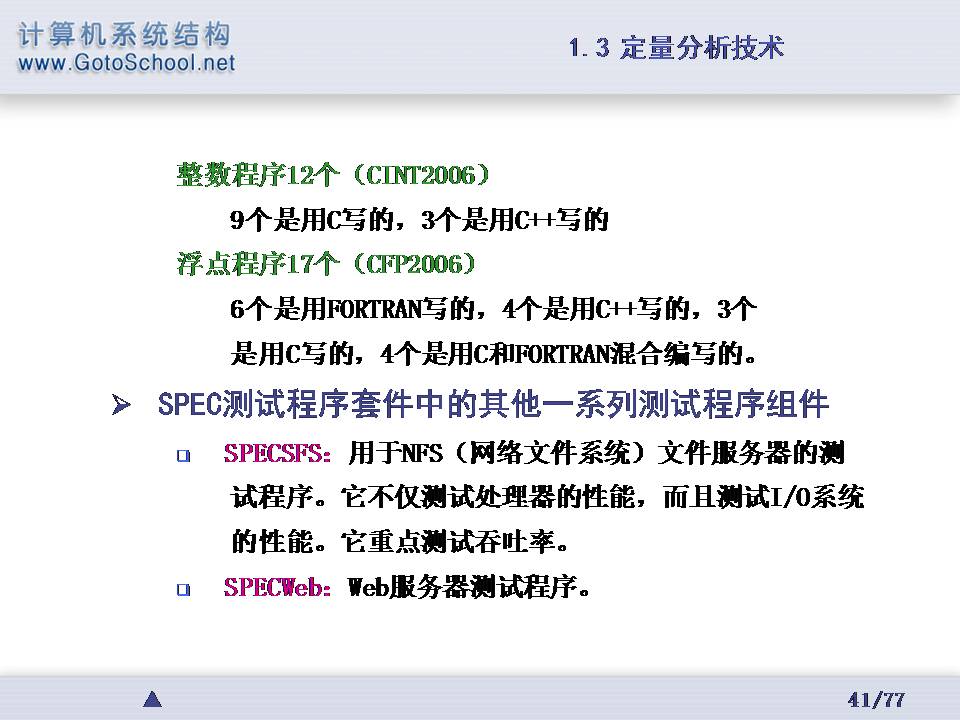 计算机系统结构
www.GotoSchool.net
1.3 定量分析技术
整数程序12个（CINT2006）
9个是用C写的，3个是用C++写的
浮点程序17个（CFP2006）
6个是用FORTRAN写的，4个是用C++写的，3个
是用C写的，4个是用C和FORTRAN混合编写的。
➢ SPEC测试程序套件中的其他一系列测试程序组件
❑ SPECSFS：用于NFS（网络文件系统）文件服务器的测
试程序。它不仅测试处理器的性能，而且测试I/O系统
的性能。它重点测试吞吐率。
❑ SPECWeb：Web服务器测试程序。
41/77